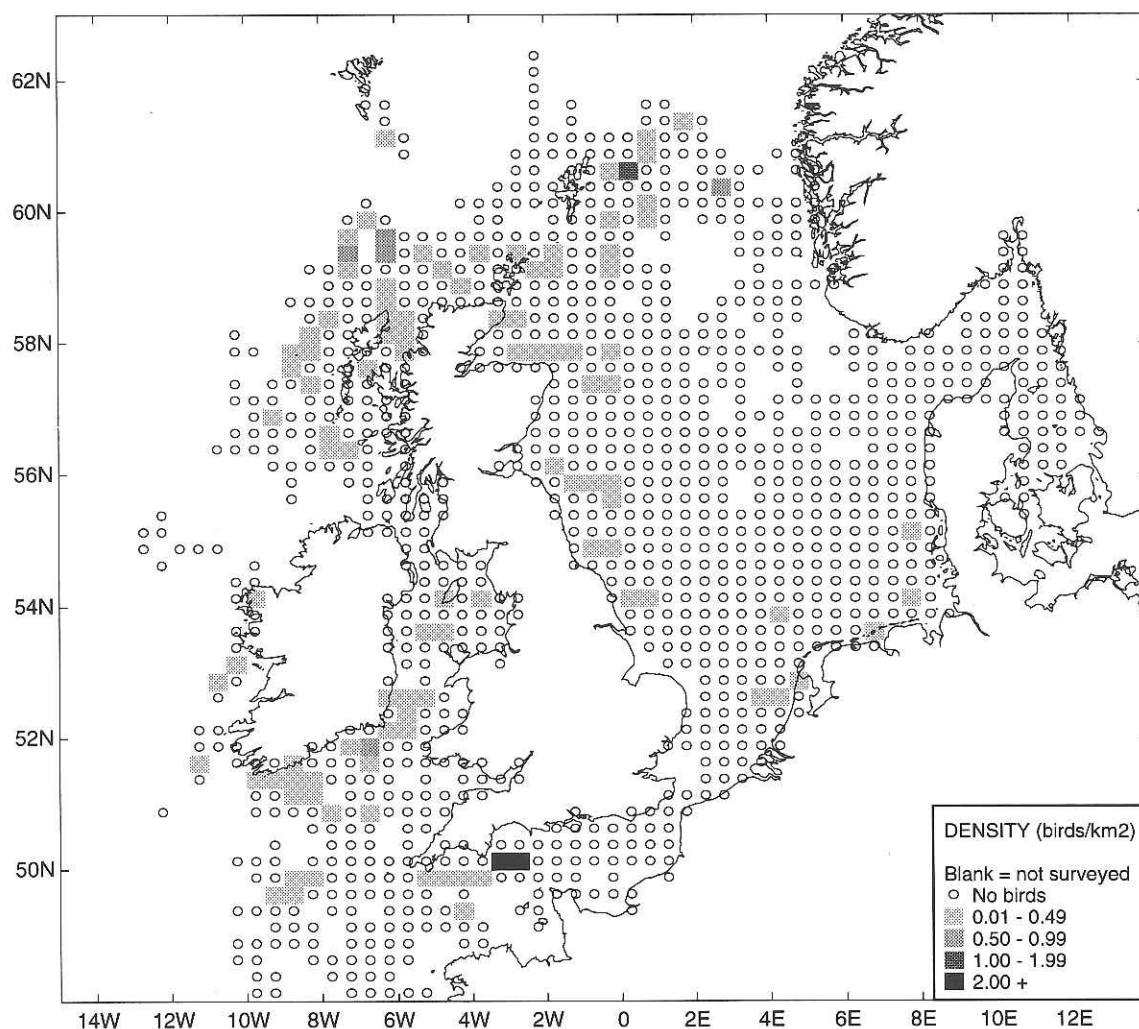 62N
60N
58N
56N
54N
52N
50N
14W 12W 10W 8W 6W 4W 2W 0 2E 4E 6E 8E 10E 12E
DENSITY (birds/km2)
Blank = not surveyed
No birds
0.01 - 0.49
0.50 - 0.99
1.00 - 1.99
2.00 +